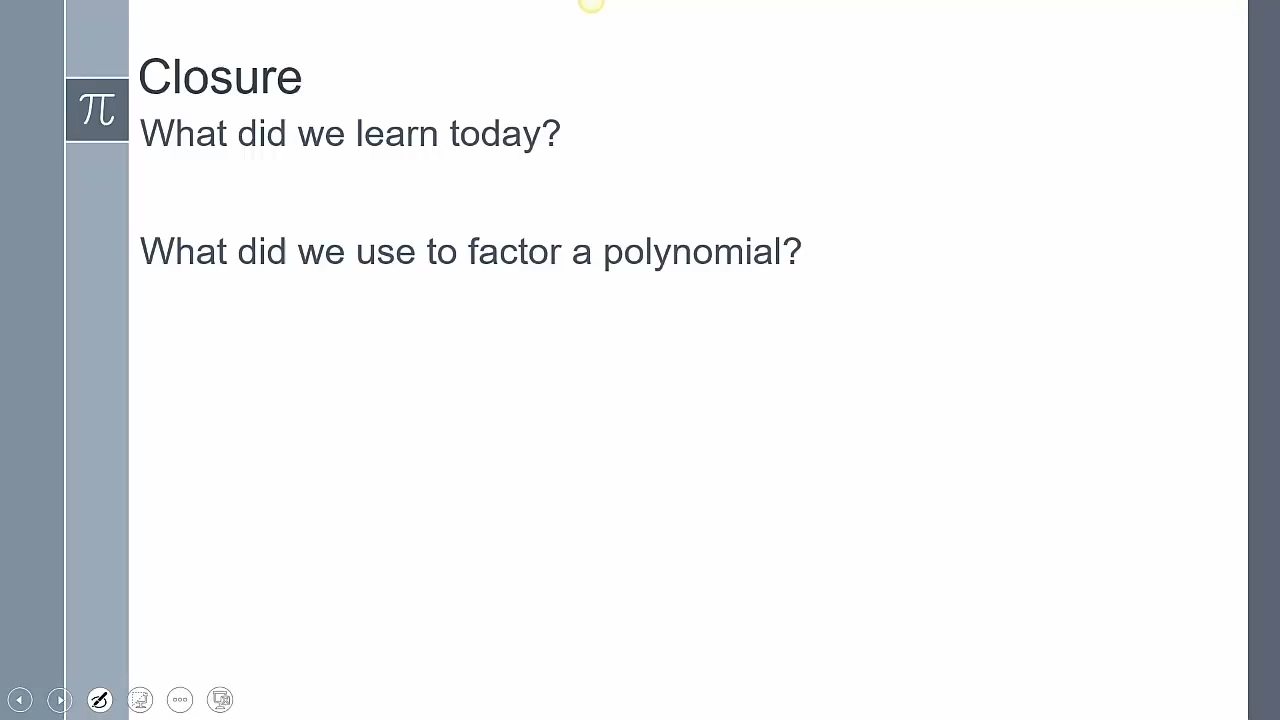 π
Closure
What did we learn today?
What did we use to factor a polynomial?